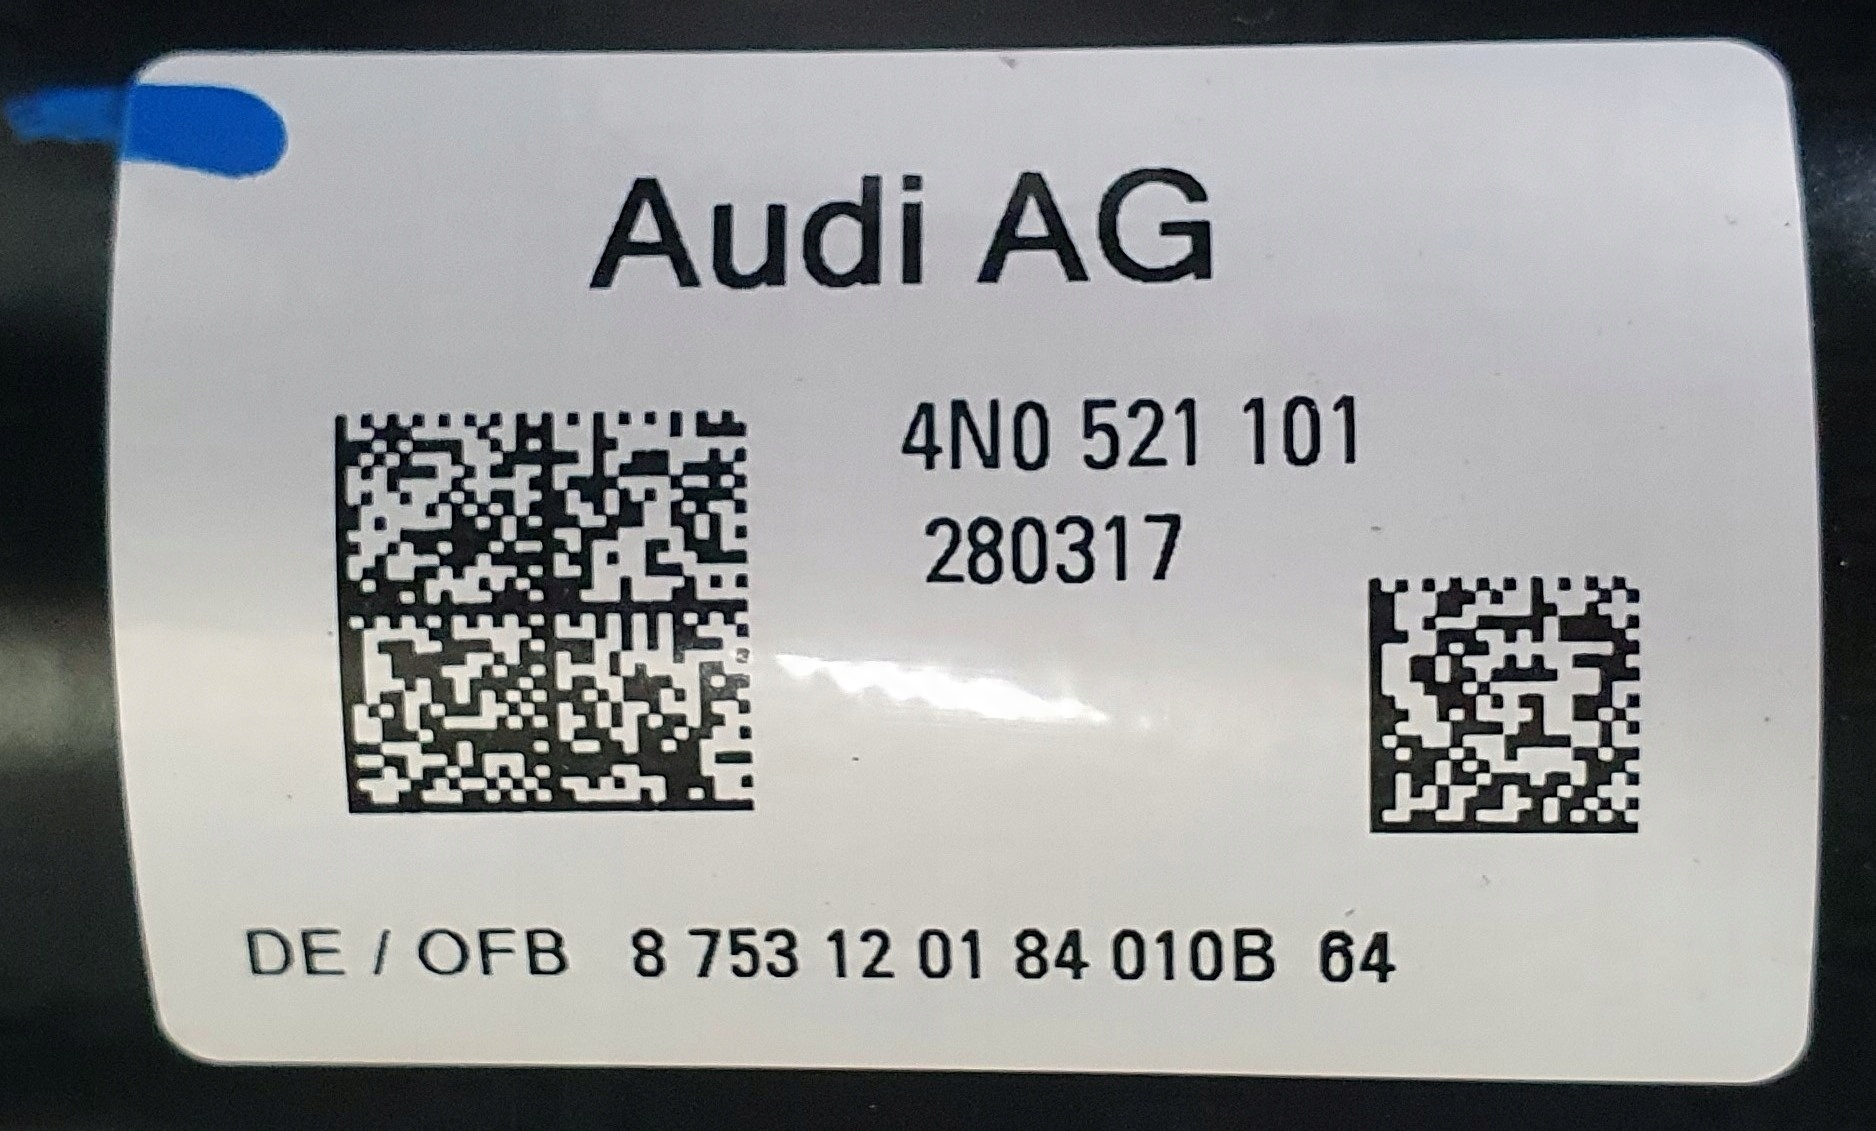 Audi AG
4N0 521 101
280317
DE / OFB 8 753 12 01 84 010B 64